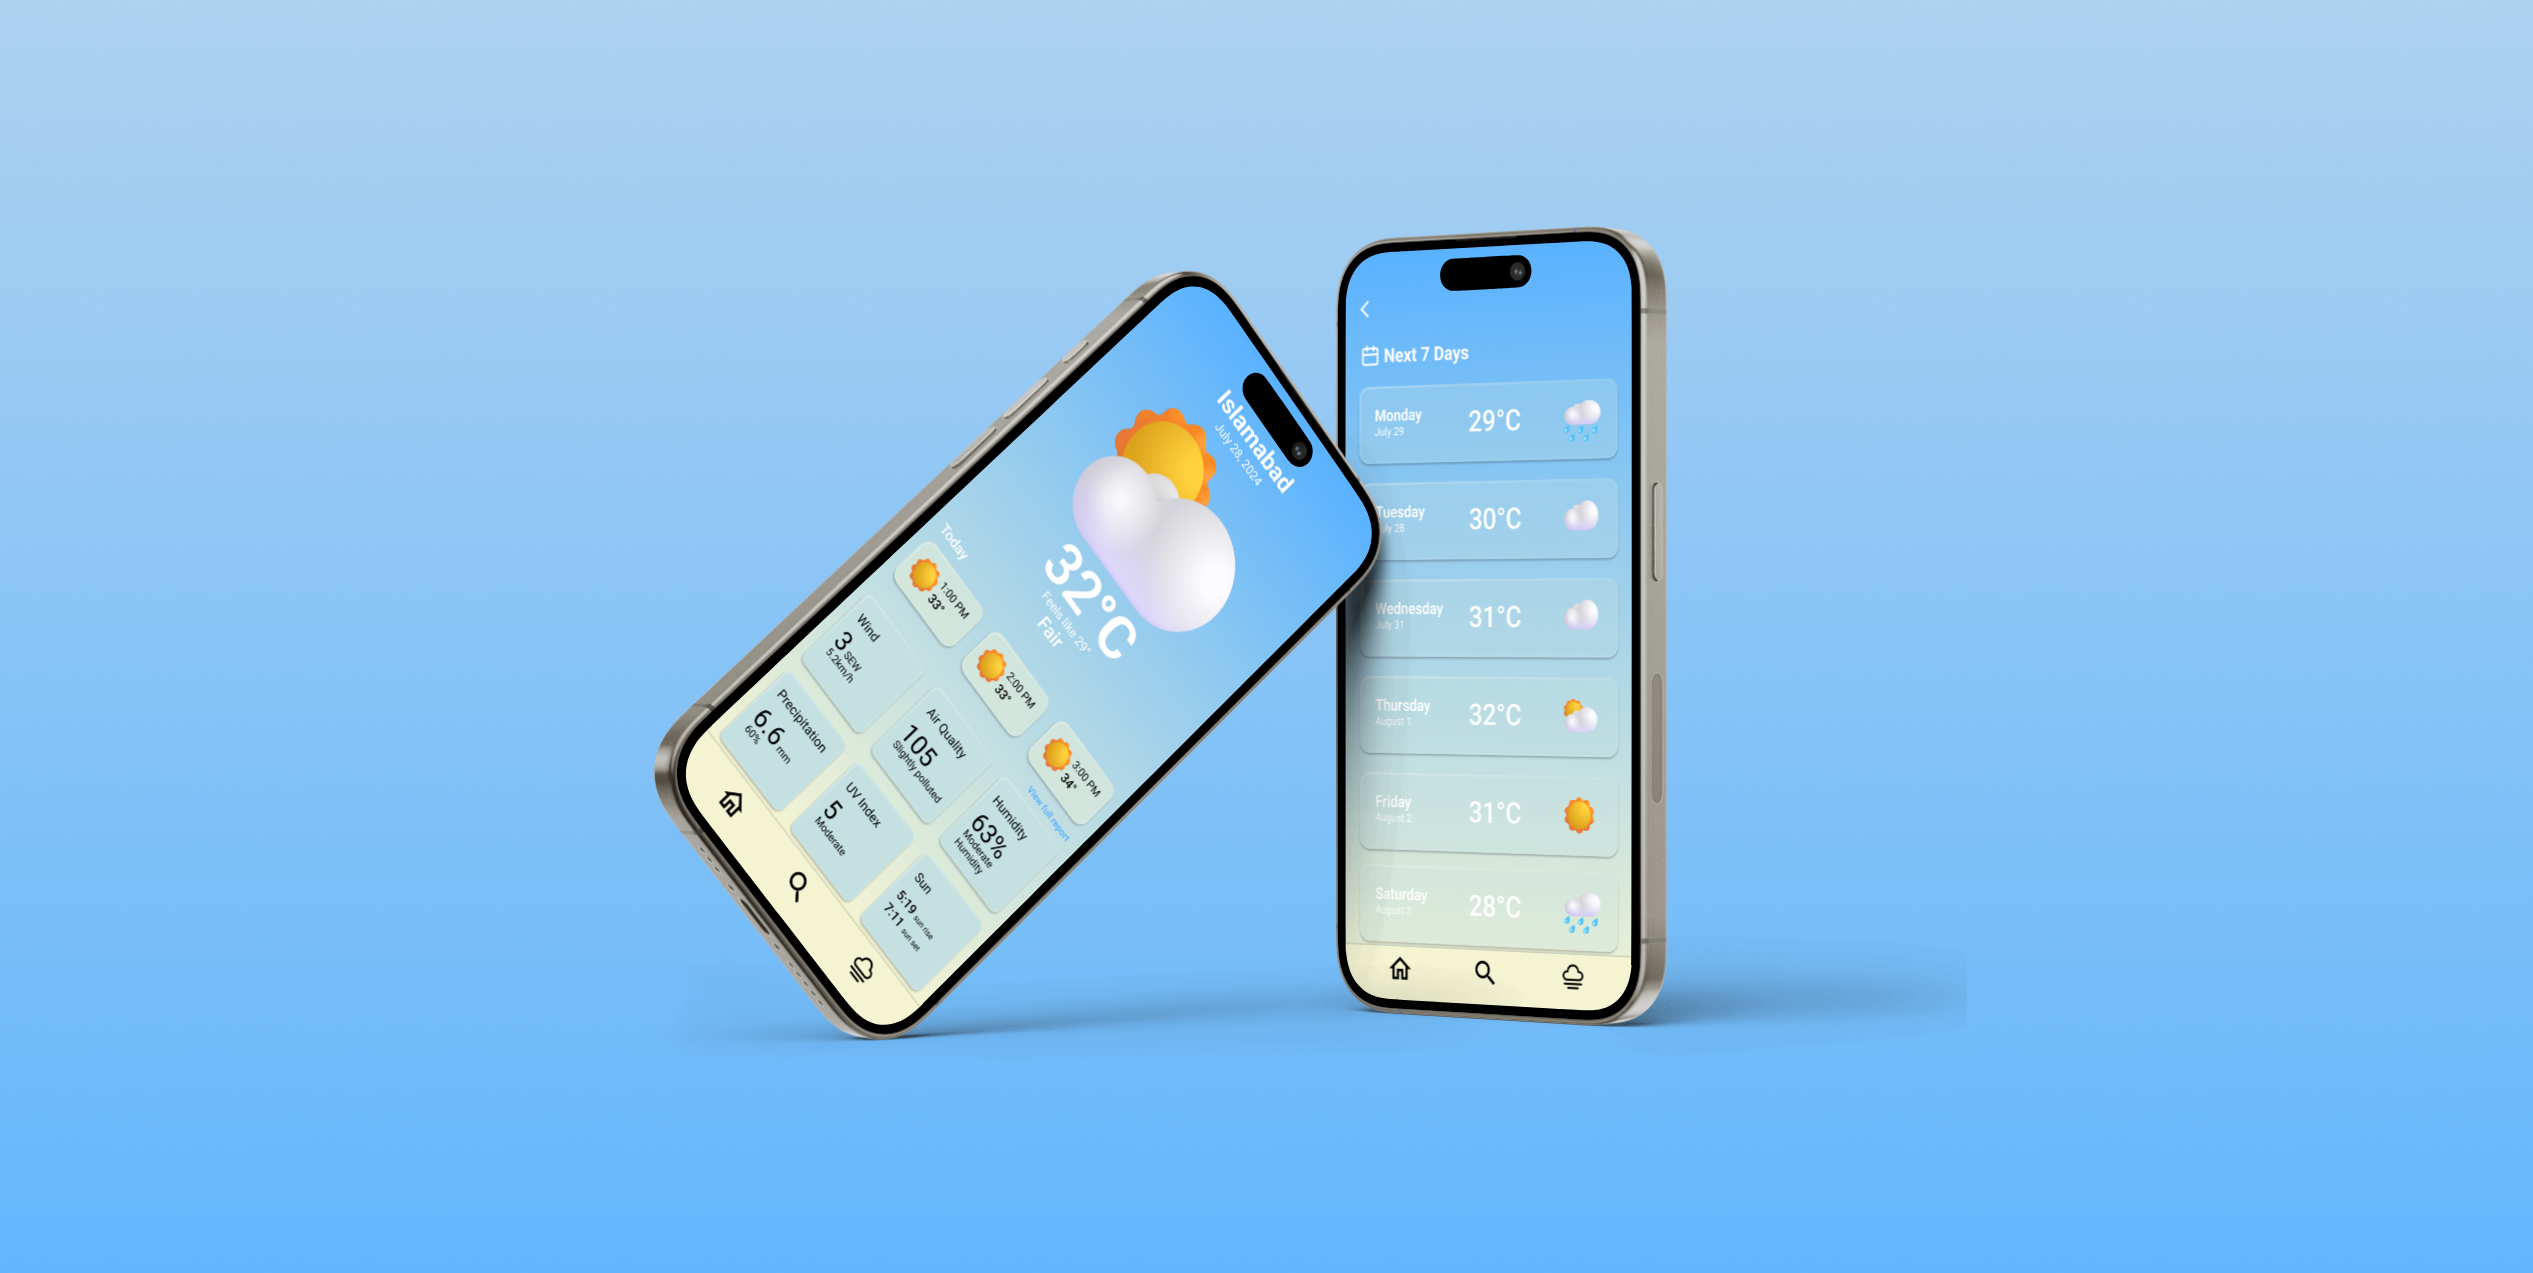 Islamabad
July 28, 2024
32°C
Feels like 29°
Fair
Today
1:00 PM
33°
2:00 PM
33°
3:00 PM
34°
View full report
Wind
3 SEW
5.2km/h
Air Quality
105
Slightly polluted
Humidity
63%
Moderate
Humidity
Precipitation
6.6 mm
60%
UV Index
5
Moderate
Sun
5:19 sun rise
7:11 sun set
Next 7 Days
Monday
July 29
29°C
Tuesday
July 28
30°C
Wednesday
July 31
31°C
Thursday
August 1
32°C
Friday
August 2
31°C
Saturday
August 3
28°C